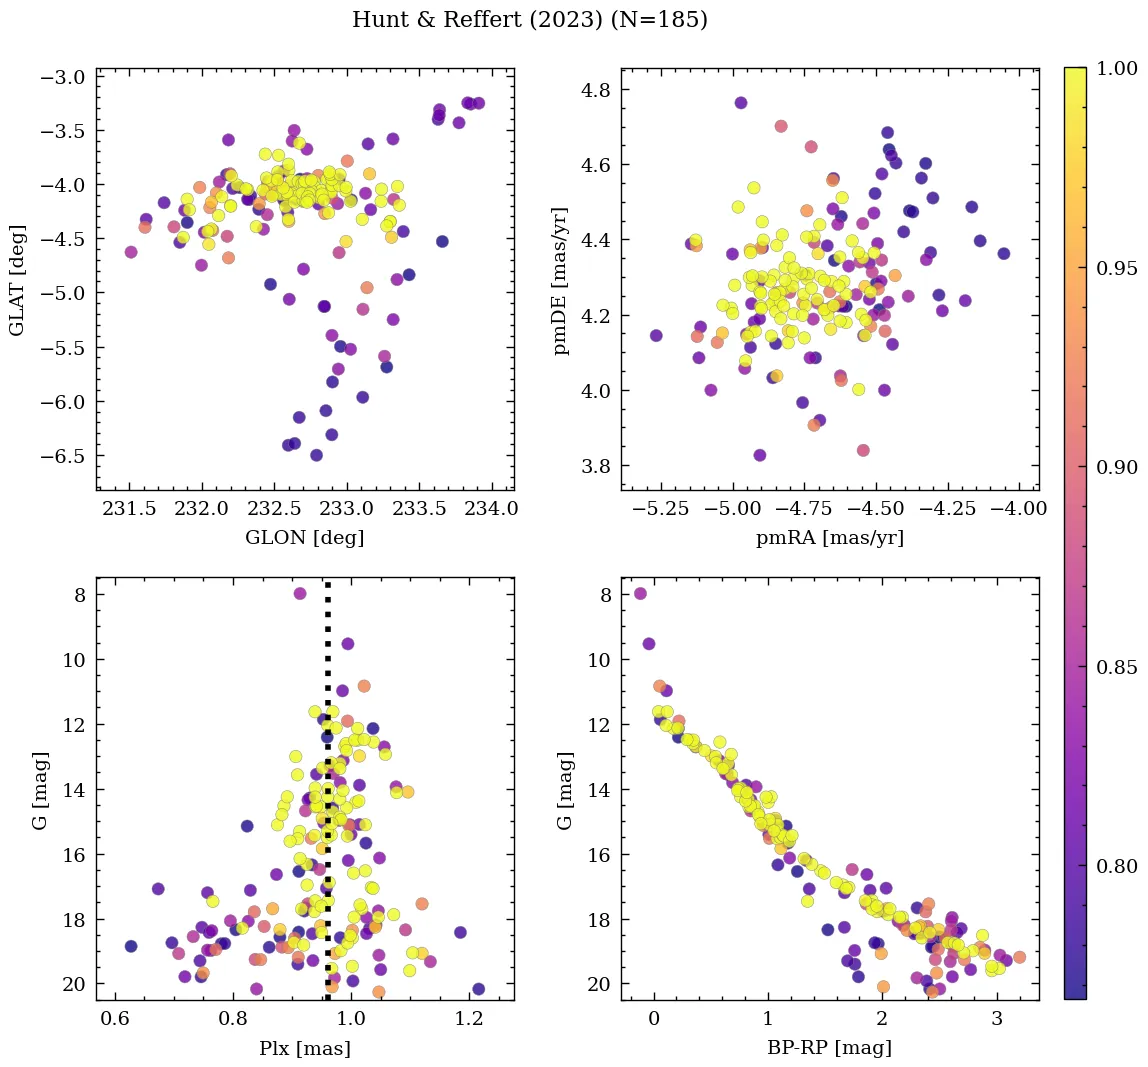 Hunt & Reffert (2023) (N=185)
−3.0
−3.5
−4.0
−4.5
−5.0
−5.5
−6.0
−6.5
GLAT [deg]
231.5 232.0 232.5 233.0 233.5 234.0
GLON [deg]
4.8
4.6
4.4
4.2
4.0
3.8
pmDE [mas/yr]
−5.25 −5.00 −4.75 −4.50 −4.25 −4.00
pmRA [mas/yr]
1.00
0.95
0.90
0.85
0.80
8
10
12
14
16
18
20
G [mag]
0.6 0.8 1.0 1.2
Plx [mas]
8
10
12
14
16
18
20
G [mag]
0 1 2 3
BP-RP [mag]